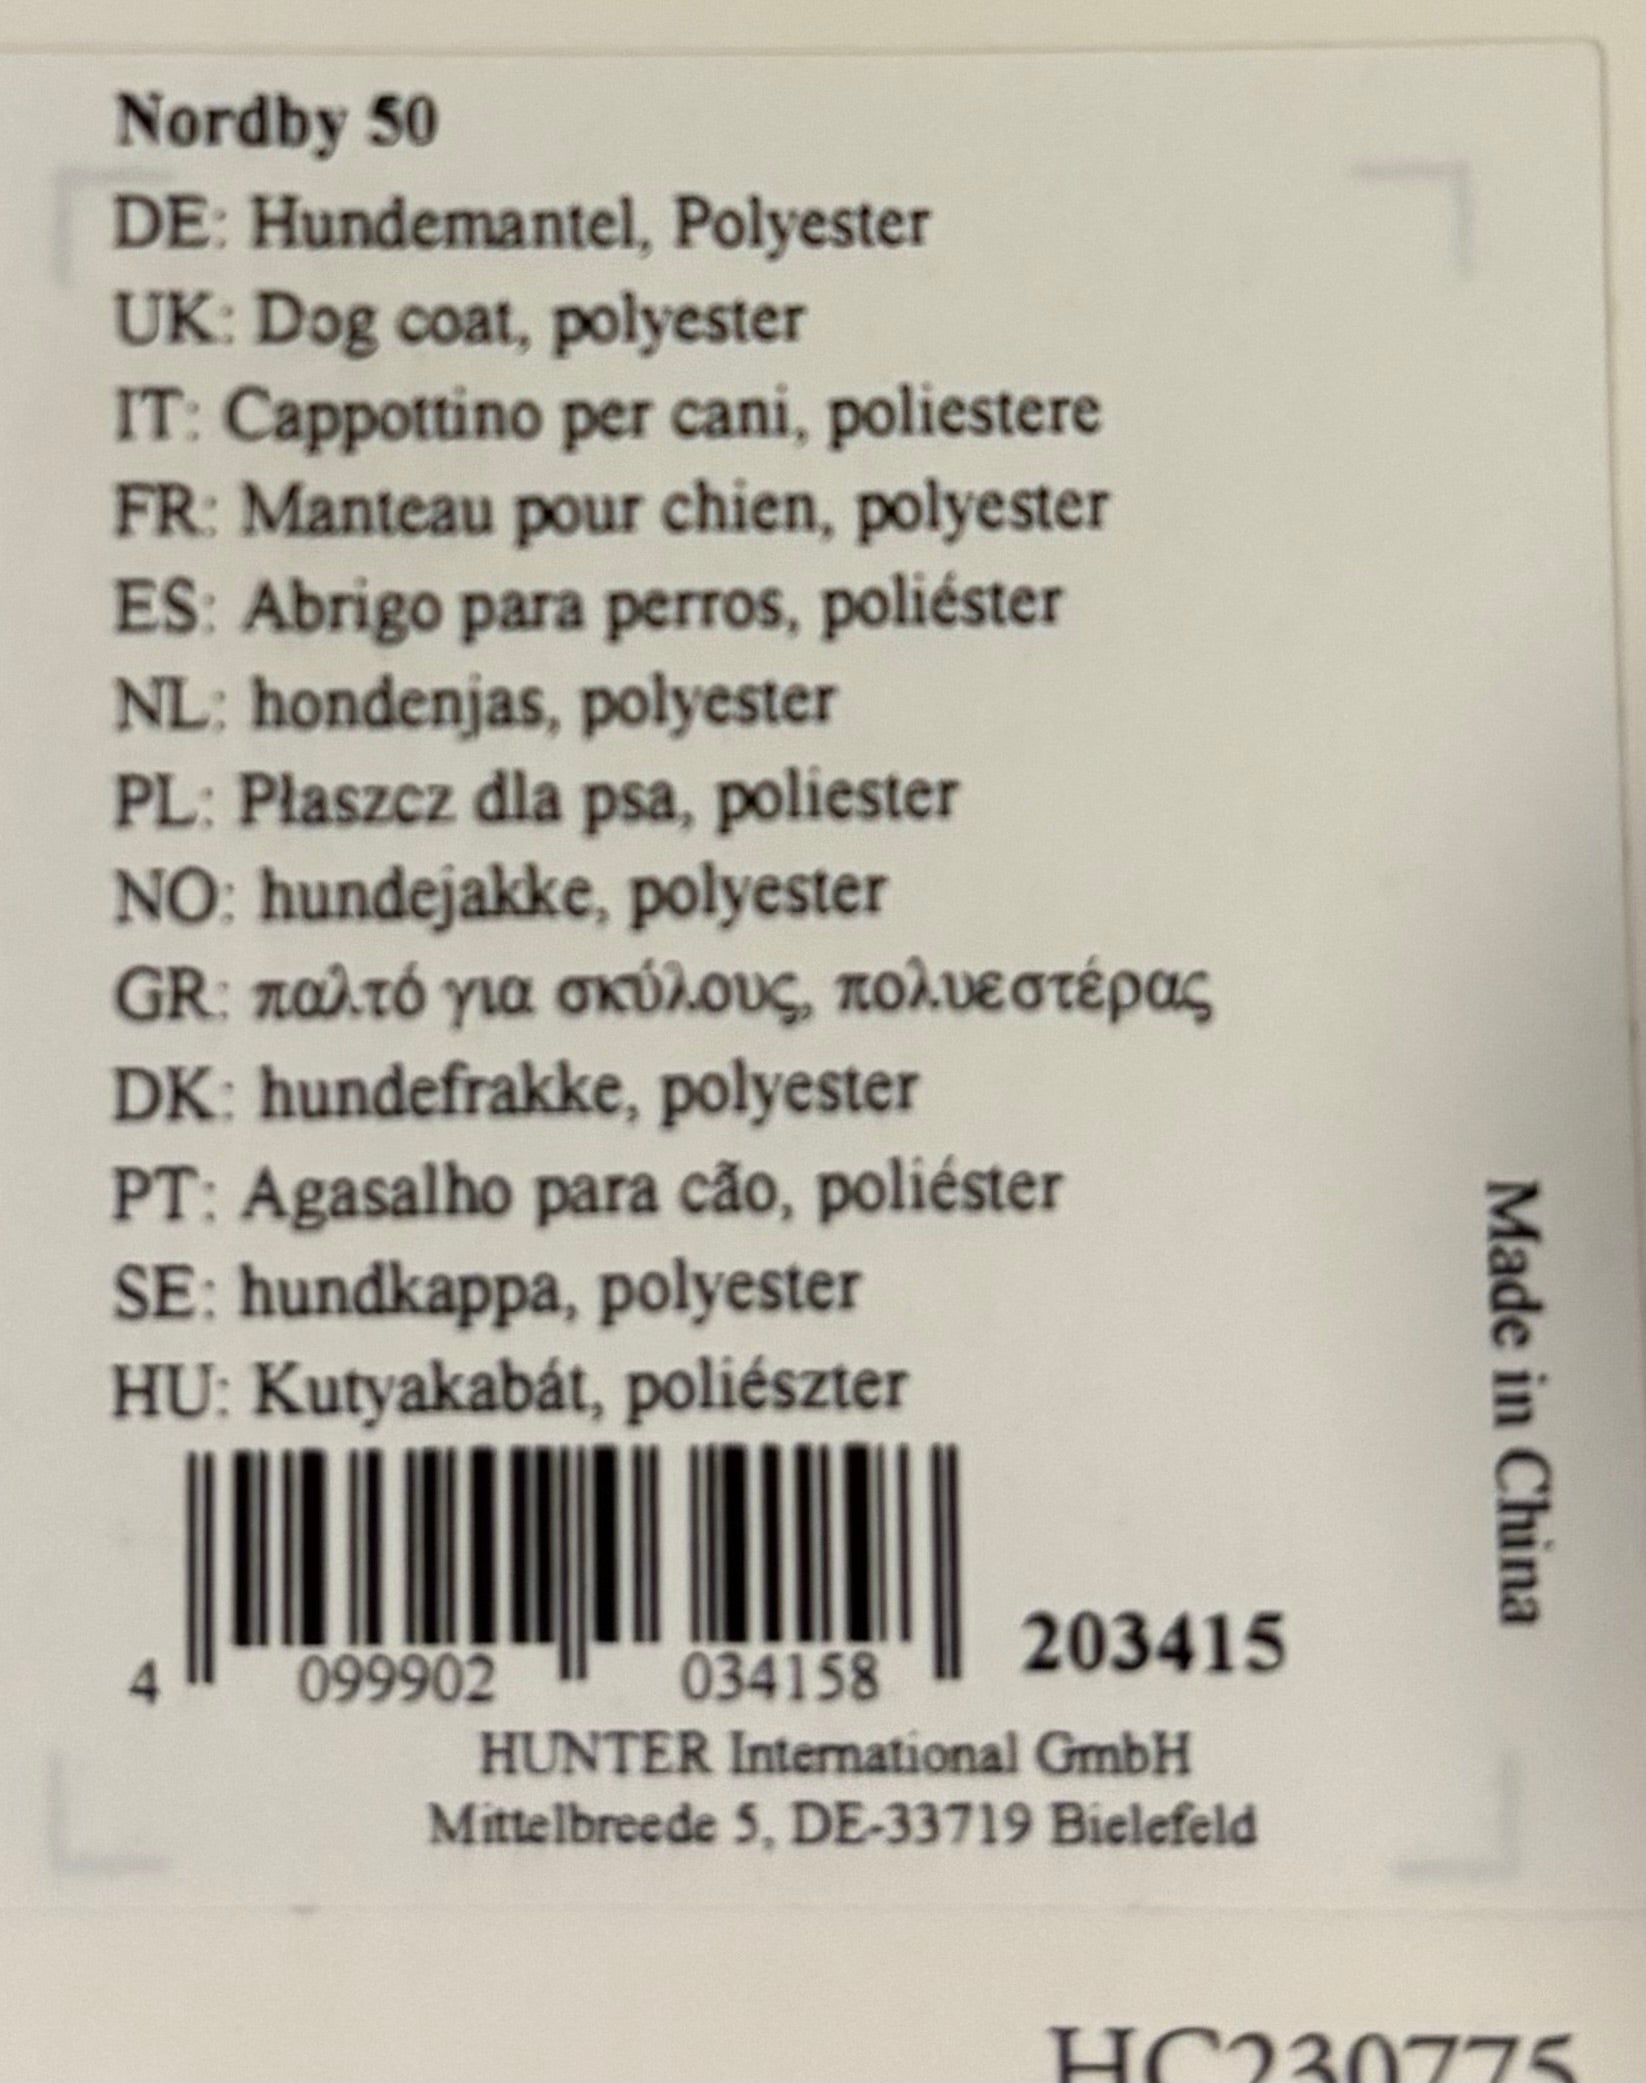 Nordby 50
DE: Hundemantel, Polyester
UK: Dog coat, polyester
IT: Cappottino per cani, poliestere
FR: Manteau pour chien, polyester
ES: Abrigo para perros, poliéster
NL: hondenjas, polyester
PL: Płaszcz dla psa, poliester
NO: hundejakke, polyester
GR: παλτό για σκύλους, πολυεστέρας
DK: hundefrakke, polyester
PT: Agasalho para cão, poliéster
SE: hundkappa, polyester
HU: Kutyakabát, poliészter
Made in China
4 099902 034158
203415
HUNTER International GmbH
Mittelbreede 5, DE-33719 Bielefeld
HC230775